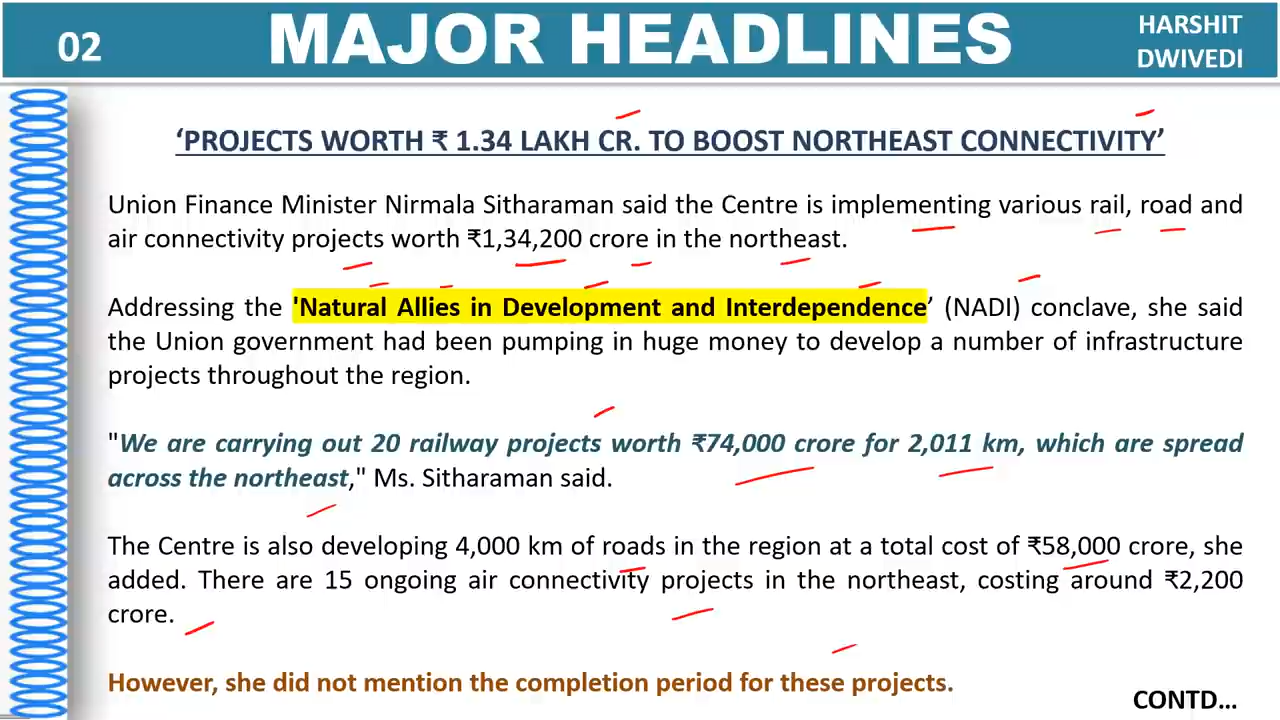 02
MAJOR HEADLINES
HARSHIT
DWIVEDI
‘PROJECTS WORTH ₹ 1.34 LAKH CR. TO BOOST NORTHEAST CONNECTIVITY’
Union Finance Minister Nirmala Sitharaman said the Centre is implementing various rail, road and
air connectivity projects worth ₹1,34,200 crore in the northeast.
Addressing the 'Natural Allies in Development and Interdependence’ (NADI) conclave, she said
the Union government had been pumping in huge money to develop a number of infrastructure
projects throughout the region.
"We are carrying out 20 railway projects worth ₹74,000 crore for 2,011 km, which are spread
across the northeast," Ms. Sitharaman said.
The Centre is also developing 4,000 km of roads in the region at a total cost of ₹58,000 crore, she
added. There are 15 ongoing air connectivity projects in the northeast, costing around ₹2,200
crore.
However, she did not mention the completion period for these projects.
CONTD...